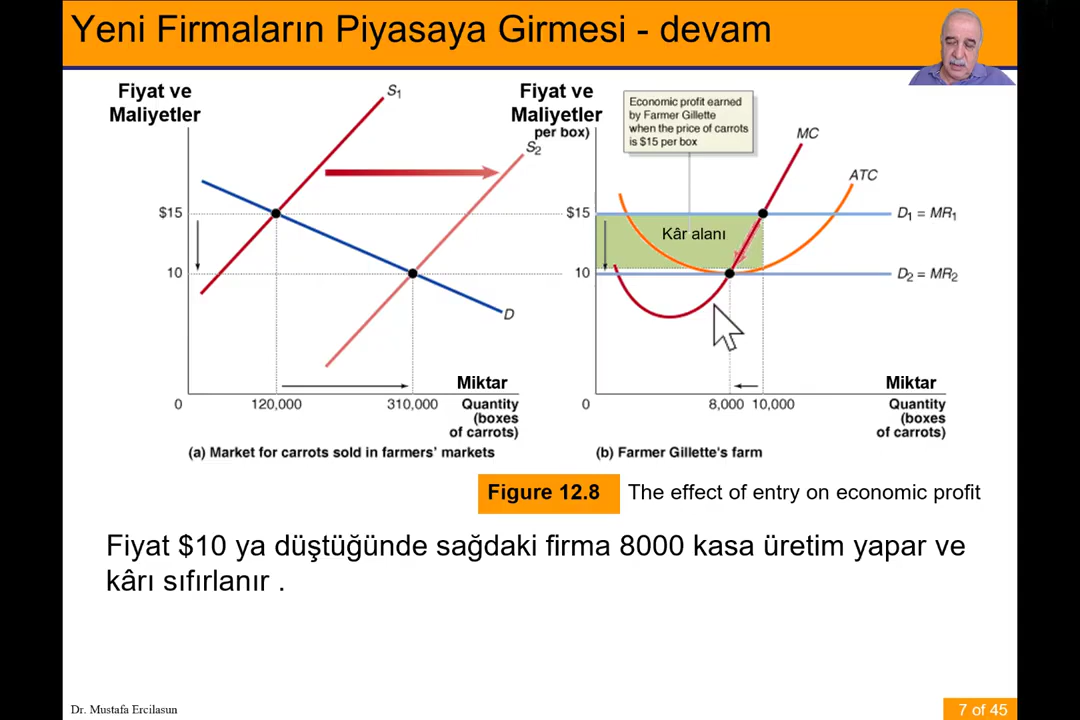 Yeni Firmaların Piyasaya Girmesi - devam
Fiyat ve
Maliyetler
S1
$15
10
D
0
120,000
310,000
Miktar
Quantity
(boxes
of carrots)
(a) Market for carrots sold in farmers' markets
Fiyat ve
Maliyetler
per box)
S2
Economic profit earned
by Farmer Gillette
when the price of carrots
is $15 per box
MC
ATC
$15
D1 = MR1
Kâr alanı
10
D2 = MR2
0
8,000
10,000
Miktar
Quantity
(boxes
of carrots)
(b) Farmer Gillette's farm
Figure 12.8
The effect of entry on economic profit
Fiyat $10 ya düştüğünde sağdaki firma 8000 kasa üretim yapar ve
kârı sıfırlanır .
Dr. Mustafa Ercilasun
7 of 45